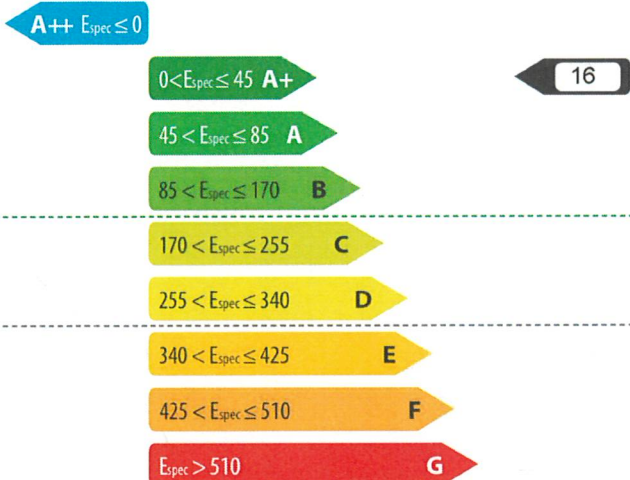 A++ Espec ≤ 0
0<Espec≤ 45 A+
16
45 < Espec ≤ 85 A
85 < Espec ≤ 170 B
170 < Espec ≤ 255 C
255 < Espec ≤ 340 D
340 < Espec ≤ 425 E
425 < Espec ≤ 510 F
Espec > 510 G